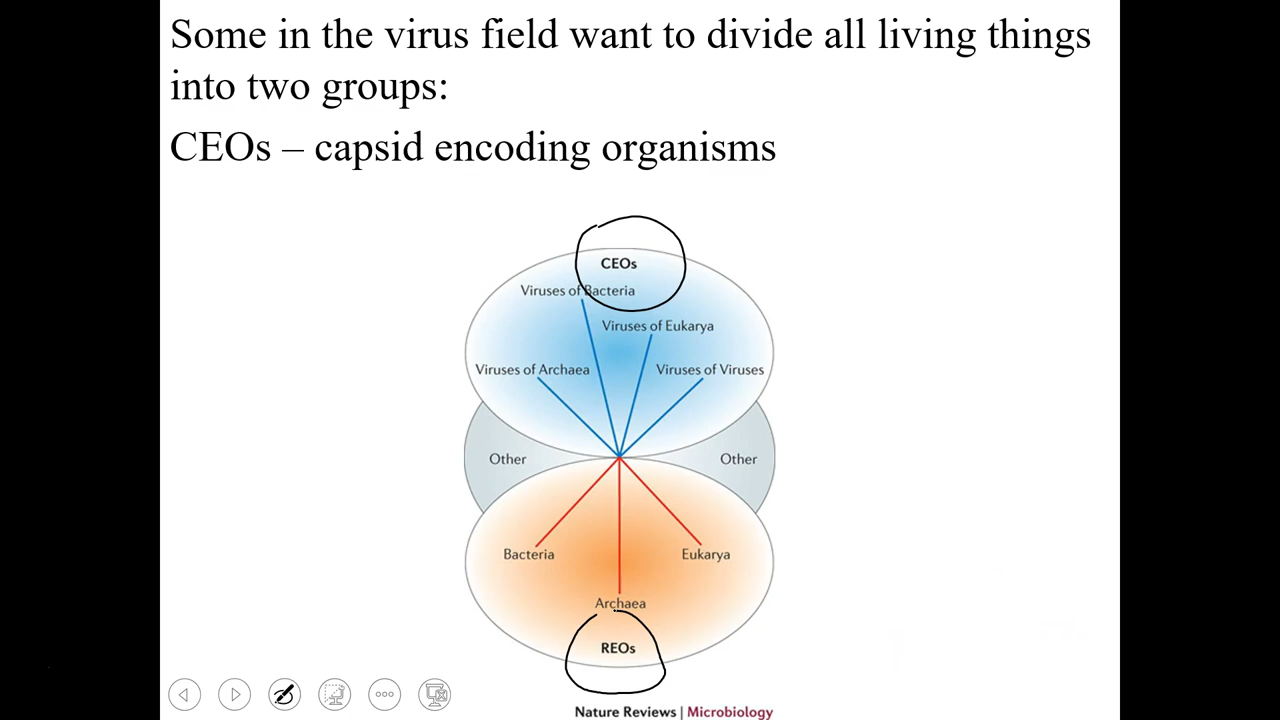 Some in the virus field want to divide all living things
into two groups:
CEOs – capsid encoding organisms
CEOs
Viruses of Bacteria
Viruses of Eukarya
Viruses of Archaea
Viruses of Viruses
Other
Other
Bacteria
Eukarya
Archaea
REOs
Nature Reviews | Microbiology